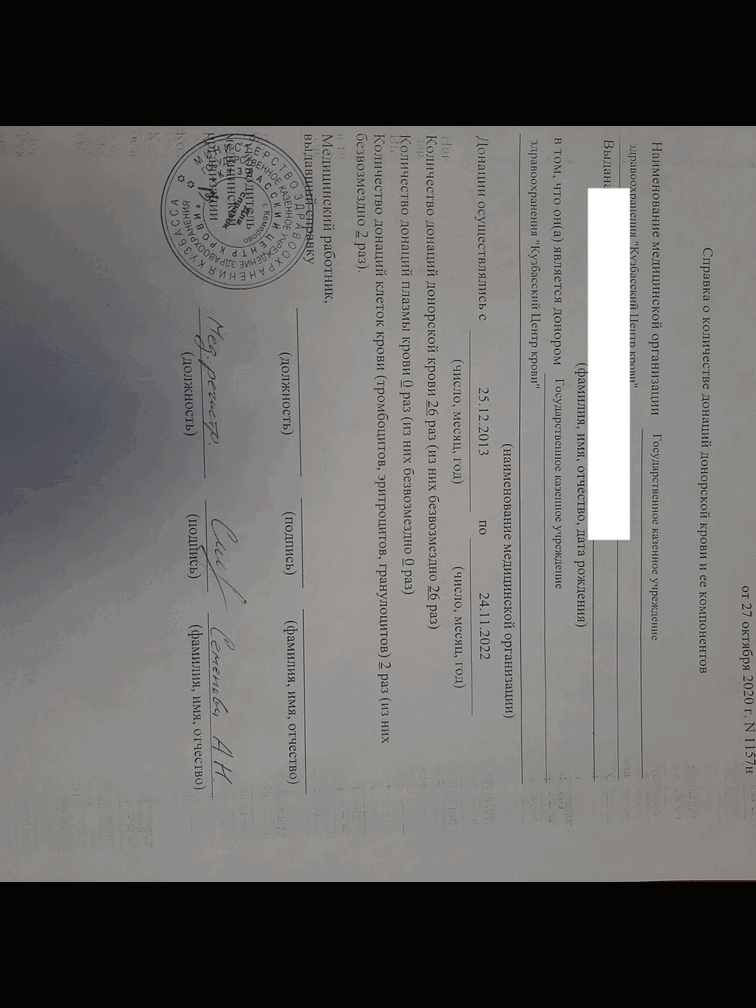 от 27 октября 2020 г. N 1157н
Справка о количестве донаций донорской крови и ее компонентов
Наименование медицинской организации Государственное казенное учреждение
здравоохранения "Кузбасский Центр крови"
Выдана
(фамилия, имя, отчество, дата рождения)
в том, что он(а) является донором Государственное казенное учреждение
здравоохранения "Кузбасский Центр крови"
(наименование медицинской организации)
Донации осуществлялись с 25.12.2013 по 24.11.2022
(число, месяц, год) (число, месяц, год)
Количество донаций донорской крови 26 раз (из них безвозмездно 26 раз)
Количество донаций плазмы крови 0 раз (из них безвозмездно 0 раз)
Количество донаций клеток крови (тромбоцитов, эритроцитов, гранулоцитов) 2 раз (из них
безвозмездно 2 раз).
Медицинский работник,
выдавший справку
(должность) (подпись) (фамилия, имя, отчество)
Руководитель
медицинской
организации Мед. регистр. Семенова А Н
(должность) (подпись) (фамилия, имя, отчество)
МИНИСТЕРСТВО ЗДРАВООХРАНЕНИЯ КУЗБАССА
"КУЗБАССКИЙ ЦЕНТР КРОВИ"
г. Кемерово